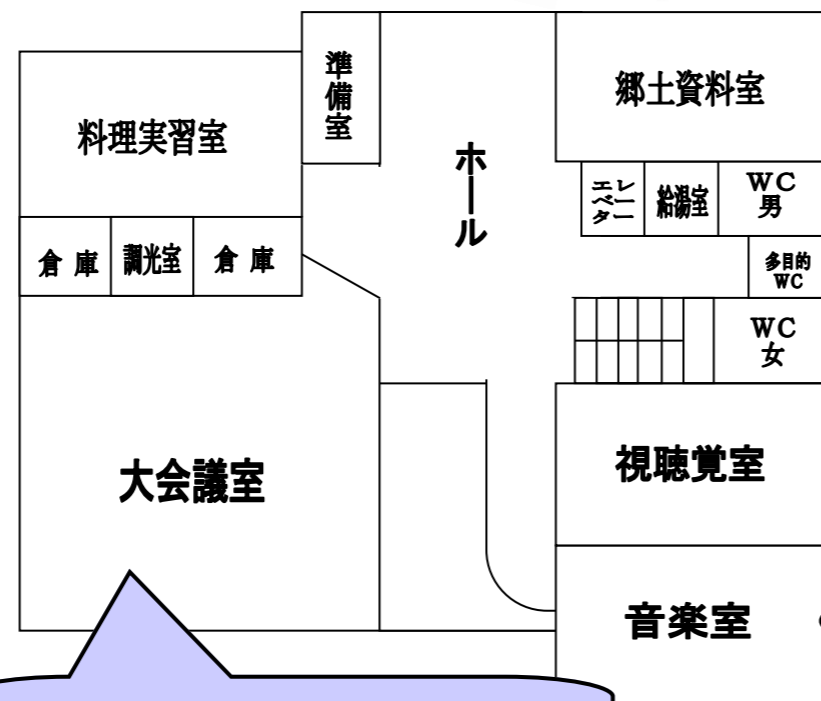 準備室
郷土資料室
料理実習室
ホール
エレベーター
給湯室
WC
男
倉庫
調光室
倉庫
多目的
WC
WC
女
大会議室
視聴覚室
音楽室